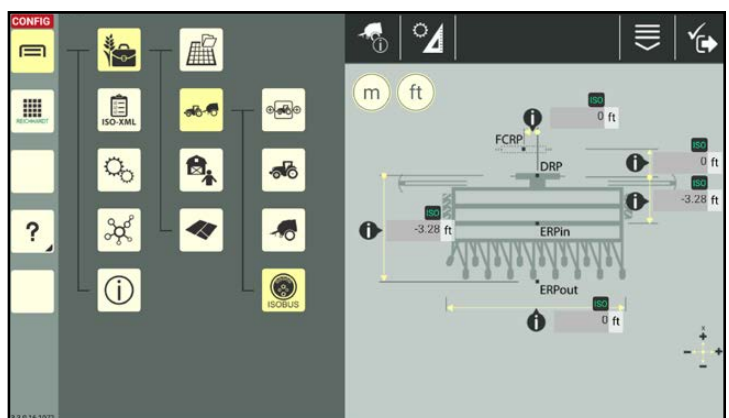 CONFIG
ISO-XML
REICHHARDT
?
ISOBUS
m
ft
ISO
0 ft
FCRP
DRP
ISO
0 ft
ISO
-3.28 ft
ISO
-3.28 ft
ERPin
ERPout
ISO
0 ft
x